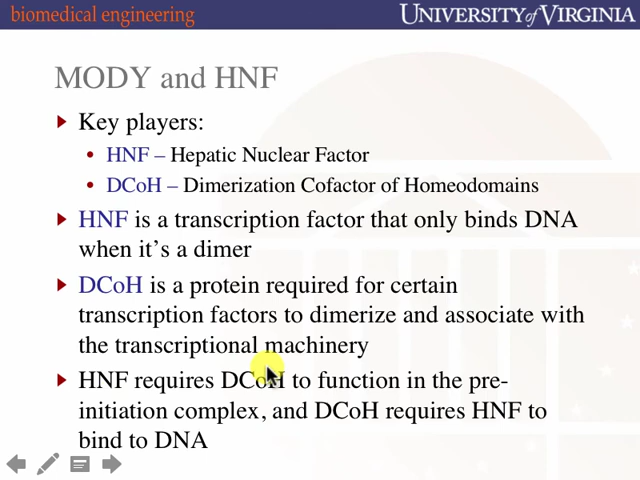 biomedical engineering
UNIVERSITY of VIRGINIA
MODY and HNF
Key players:
HNF – Hepatic Nuclear Factor
DCoH – Dimerization Cofactor of Homeodomains
HNF is a transcription factor that only binds DNA
when it's a dimer
DCoH is a protein required for certain
transcription factors to dimerize and associate with
the transcriptional machinery
HNF requires DCoH to function in the pre-
initiation complex, and DCoH requires HNF to
bind to DNA